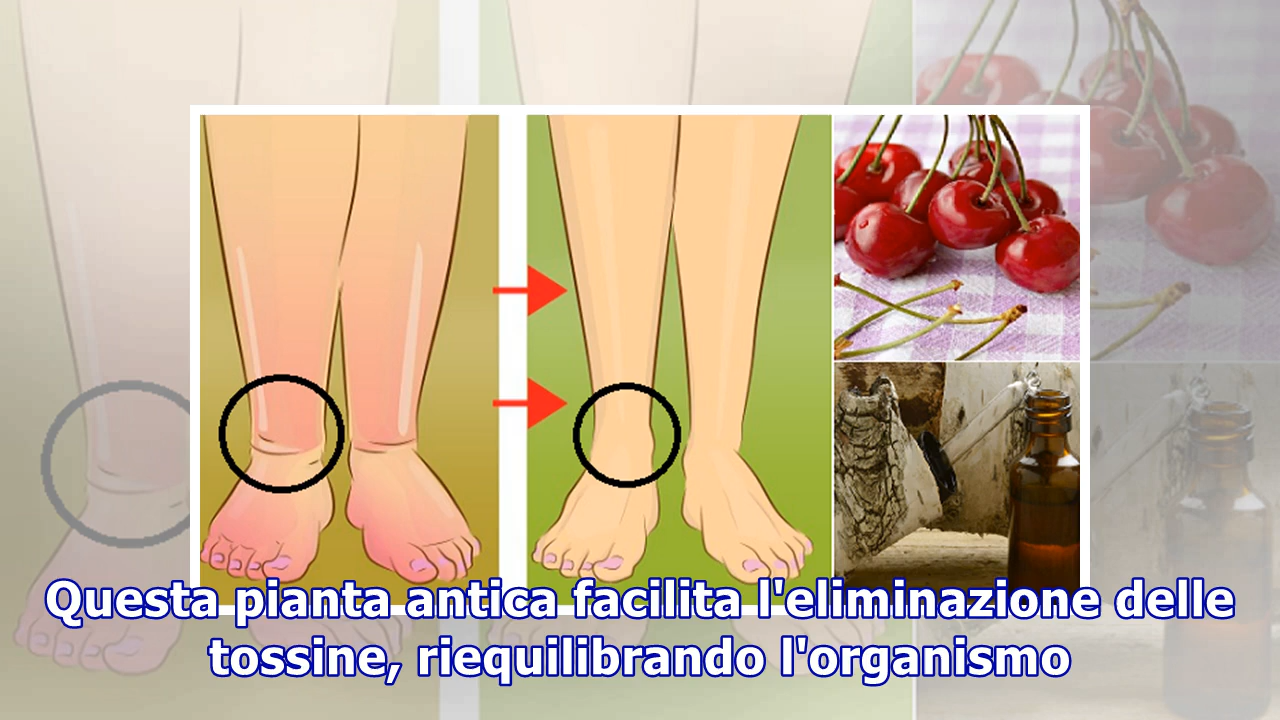 Questa pianta antica facilita l'eliminazione delle
tossine, riequilibrando l'organismo